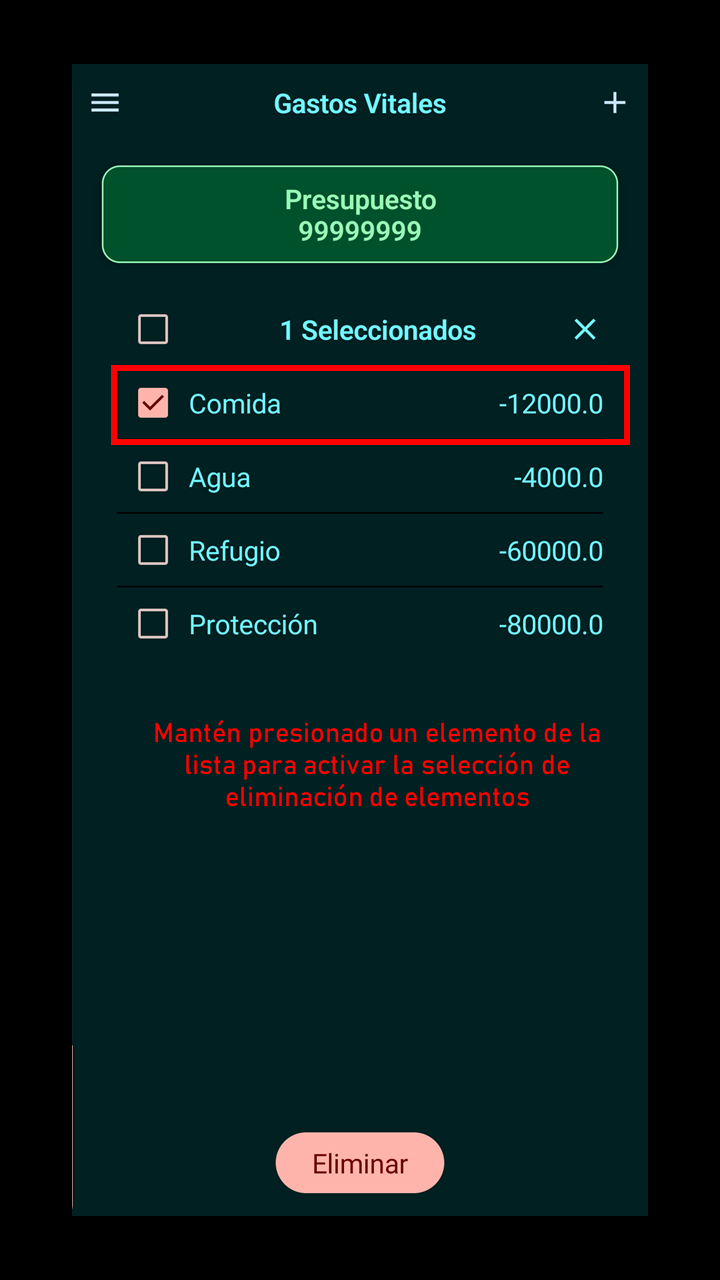 Gastos Vitales
Presupuesto
99999999
1 Seleccionados
Comida -12000.0
Agua -4000.0
Refugio -60000.0
Protección -80000.0
Mantén presionado un elemento de la
lista para activar la selección de
eliminación de elementos
Eliminar